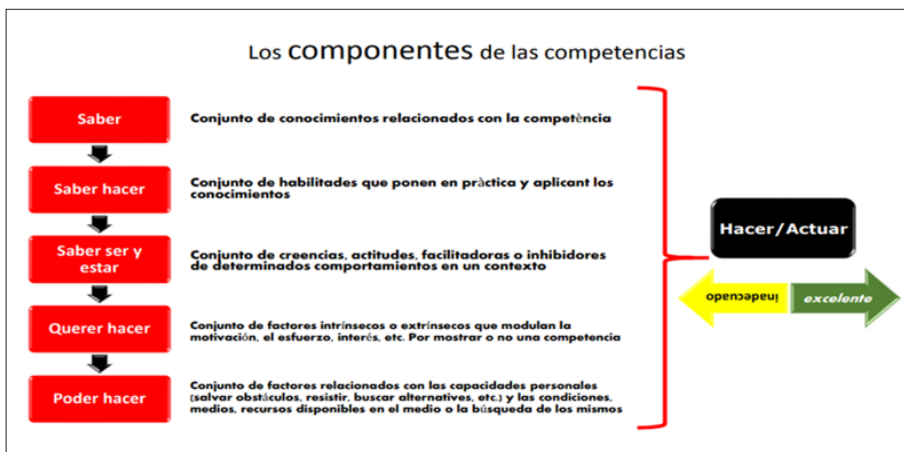 Los componentes de las competencias
Saber
Conjunto de conocimientos relacionados con la competència
Saber hacer
Conjunto de habilitades que ponen en pràctica y aplicant los
conocimientos
Saber ser y
estar
Conjunto de creencias, actitudes, facilitadoras o inhibidores
de determinados comportamientos en un contexto
Querer hacer
Conjunto de factores intrínsecos o extrínsecos que modulan la
motivación, el esfuerzo, interés, etc. Por mostrar o no una competencia
Poder hacer
Conjunto de factores relacionados con las capacidades personales
(salvar obstáculos, resistir, buscar alternatives, etc.) y las condiciones,
medios, recursos disponibles en el medio o la búsqueda de los mismos
Hacer/Actuar
inadecuado
excelente